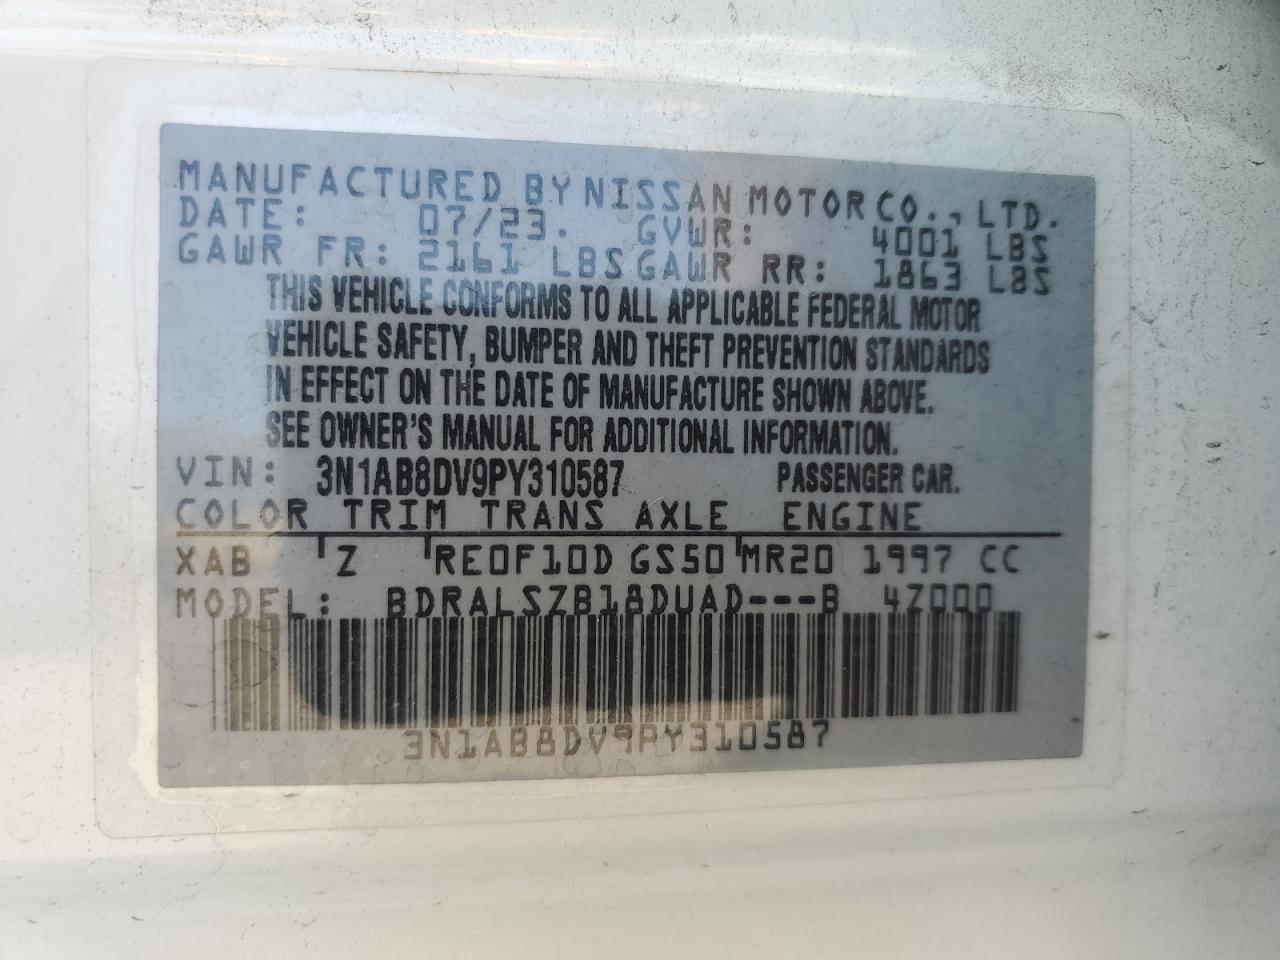 MANUFACTURED BY NISSAN MOTOR CO., LTD.
DATE: 07/23. GVWR: 4001 LBS
GAWR FR: 2161 LBS GAWR RR: 1863 LBS
THIS VEHICLE CONFORMS TO ALL APPLICABLE FEDERAL MOTOR
VEHICLE SAFETY, BUMPER AND THEFT PREVENTION STANDARDS
IN EFFECT ON THE DATE OF MANUFACTURE SHOWN ABOVE.
SEE OWNER'S MANUAL FOR ADDITIONAL INFORMATION.
VIN: 3N1AB8DV9PY310587 PASSENGER CAR.
COLOR TRIM TRANS AXLE ENGINE
XAB Z RE0F10D GS50 MR20 1997 CC
MODEL: BDRALSZB18DUAD---B 4Z000
3N1AB8DV9PY310587